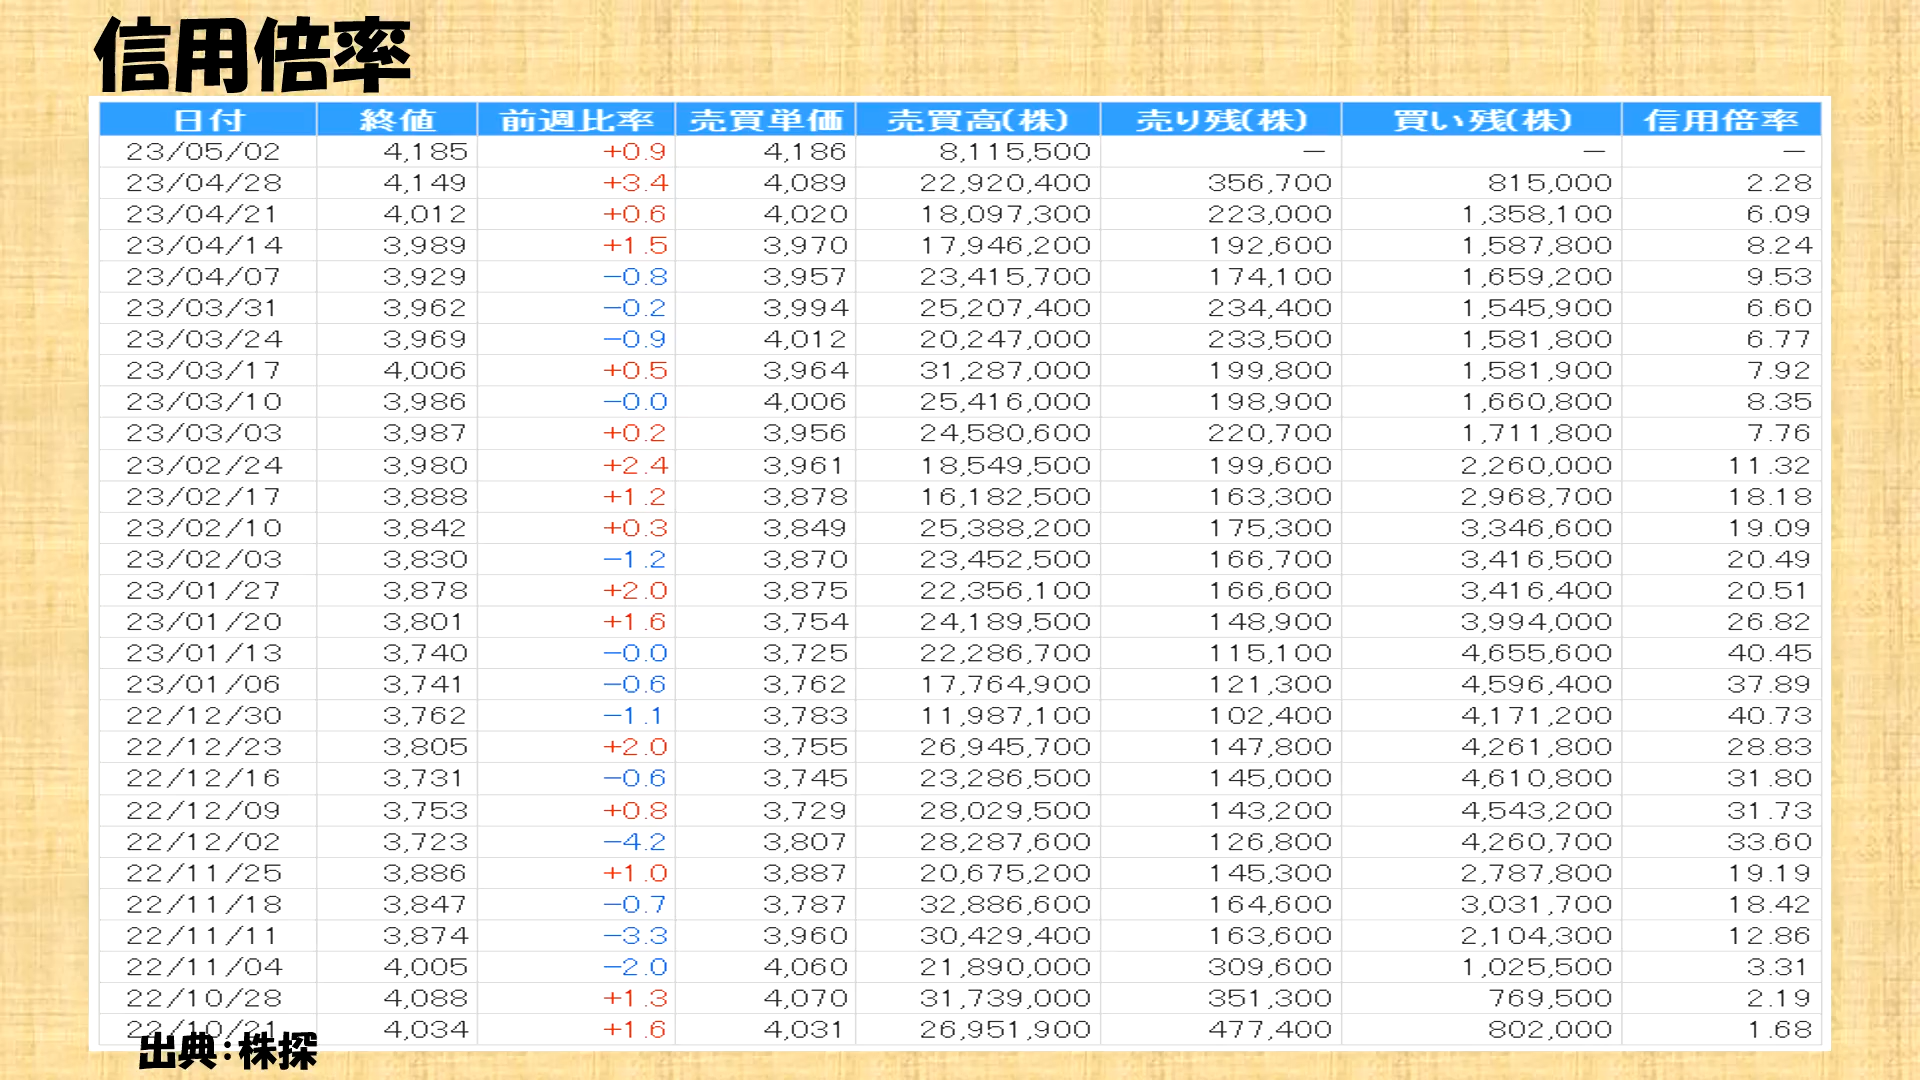 信用倍率
日付 終値 前週比率 売買単価 売買高(株) 売り残(株) 買い残(株) 信用倍率
23/05/02 4,185 +0.9 4,186 8,115,500 － － －
23/04/28 4,149 +3.4 4,089 22,920,400 356,700 815,000 2.28
23/04/21 4,012 +0.6 4,020 18,097,300 223,000 1,358,100 6.09
23/04/14 3,989 +1.5 3,970 17,946,200 192,600 1,587,800 8.24
23/04/07 3,929 −0.8 3,957 23,415,700 174,100 1,659,200 9.53
23/03/31 3,962 −0.2 3,994 25,207,400 234,400 1,545,900 6.60
23/03/24 3,969 −0.9 4,012 20,247,000 233,500 1,581,800 6.77
23/03/17 4,006 +0.5 3,964 31,287,000 199,800 1,581,900 7.92
23/03/10 3,986 −0.0 4,006 25,416,000 198,900 1,660,800 8.35
23/03/03 3,987 +0.2 3,956 24,580,600 220,700 1,711,800 7.76
23/02/24 3,980 +2.4 3,961 18,549,500 199,600 2,260,000 11.32
23/02/17 3,888 +1.2 3,878 16,182,500 163,300 2,968,700 18.18
23/02/10 3,842 +0.3 3,849 25,388,200 175,300 3,346,600 19.09
23/02/03 3,830 −1.2 3,870 23,452,500 166,700 3,416,500 20.49
23/01/27 3,878 +2.0 3,875 22,356,100 166,600 3,416,400 20.51
23/01/20 3,801 +1.6 3,754 24,189,500 148,900 3,994,000 26.82
23/01/13 3,740 −0.0 3,725 22,286,700 115,100 4,655,600 40.45
23/01/06 3,741 −0.6 3,762 17,764,900 121,300 4,596,400 37.89
22/12/30 3,762 −1.1 3,783 11,987,100 102,400 4,171,200 40.73
22/12/23 3,805 +2.0 3,755 26,945,700 147,800 4,261,800 28.83
22/12/16 3,731 −0.6 3,745 23,286,500 145,000 4,610,800 31.80
22/12/09 3,753 +0.8 3,729 28,029,500 143,200 4,543,200 31.73
22/12/02 3,723 −4.2 3,807 28,287,600 126,800 4,260,700 33.60
22/11/25 3,886 +1.0 3,887 20,675,200 145,300 2,787,800 19.19
22/11/18 3,847 −0.7 3,787 32,886,600 164,600 3,031,700 18.42
22/11/11 3,874 −3.3 3,960 30,429,400 163,600 2,104,300 12.86
22/11/04 4,005 −2.0 4,060 21,890,000 309,600 1,025,500 3.31
22/10/28 4,088 +1.3 4,070 31,739,000 351,300 769,500 2.19
22/10/21 4,034 +1.6 4,031 26,951,900 477,400 802,000 1.68
出典：株探